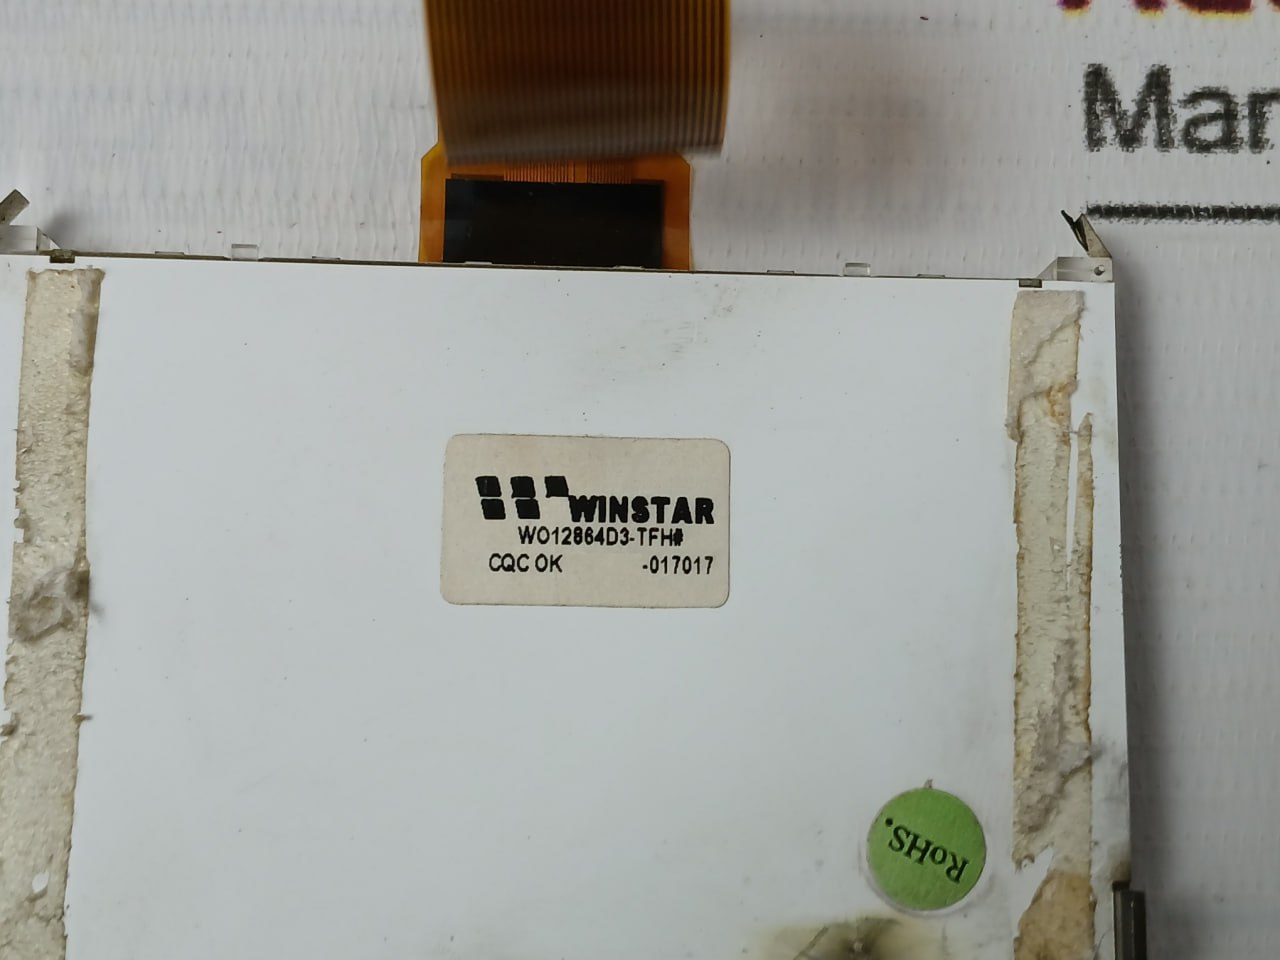 Mar
WINSTAR
WO12864D3-TFH#
CQC OK -017017
RoHS.